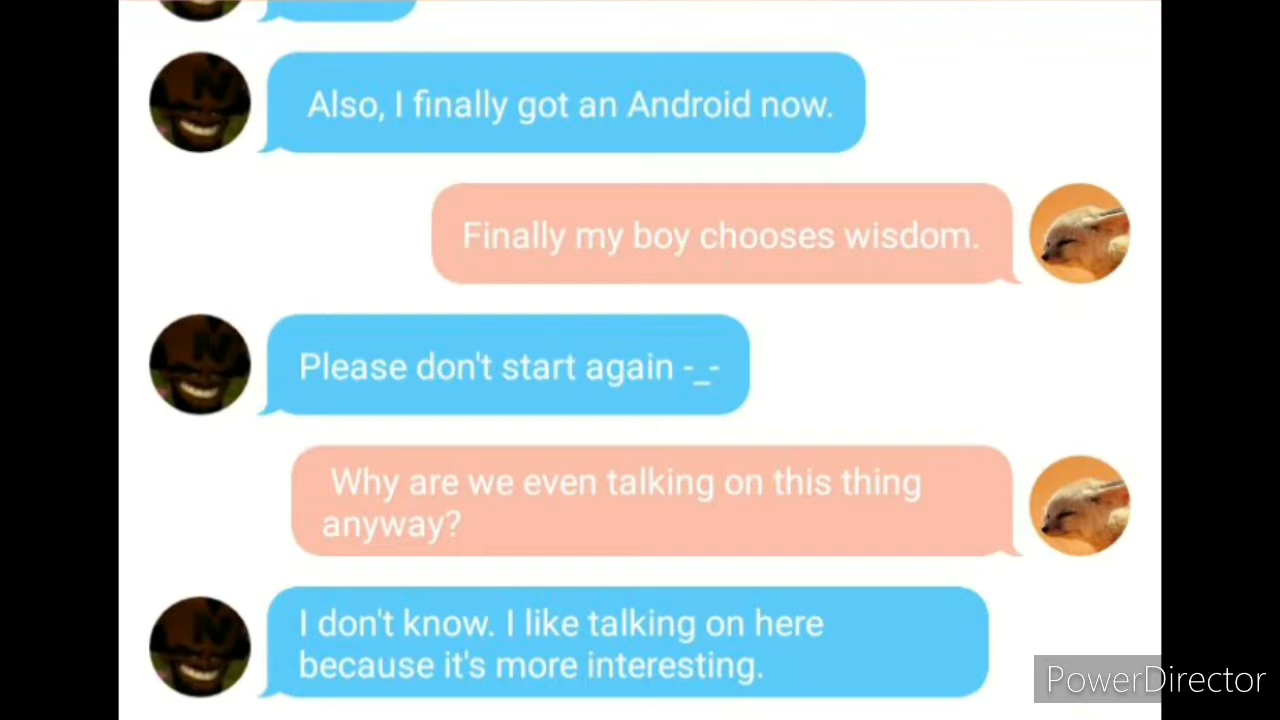 Also, I finally got an Android now.
Finally my boy chooses wisdom.
Please don't start again -_-
Why are we even talking on this thing
anyway?
I don't know. I like talking on here
because it's more interesting.
PowerDirector